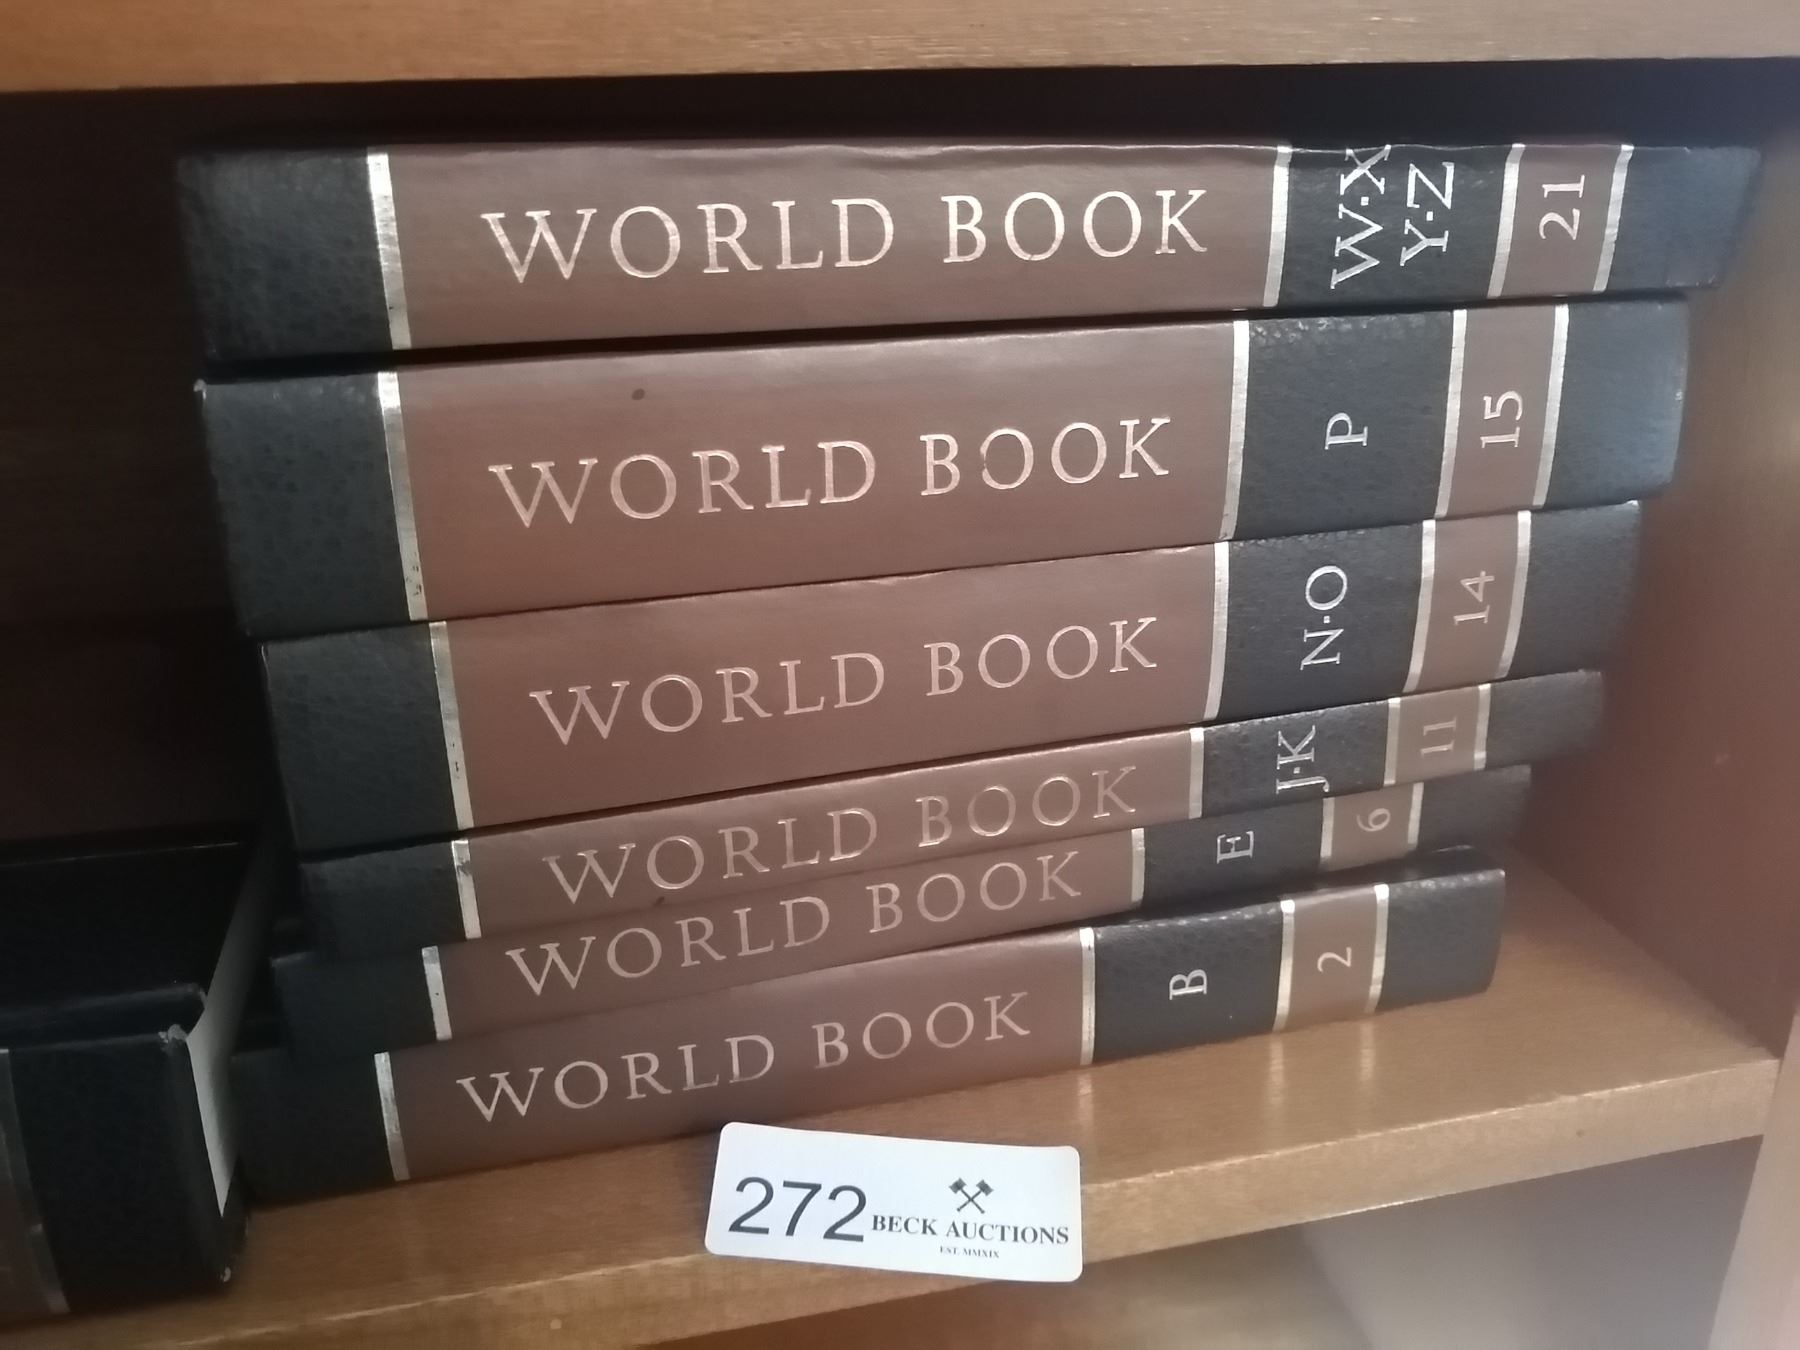 WORLD BOOK W·X Y·Z 21
WORLD BOOK P 15
WORLD BOOK N·O 14
WORLD BOOK J·K 11
WORLD BOOK E 6
WORLD BOOK B 2
272 BECK AUCTIONS
EST. MMXIX